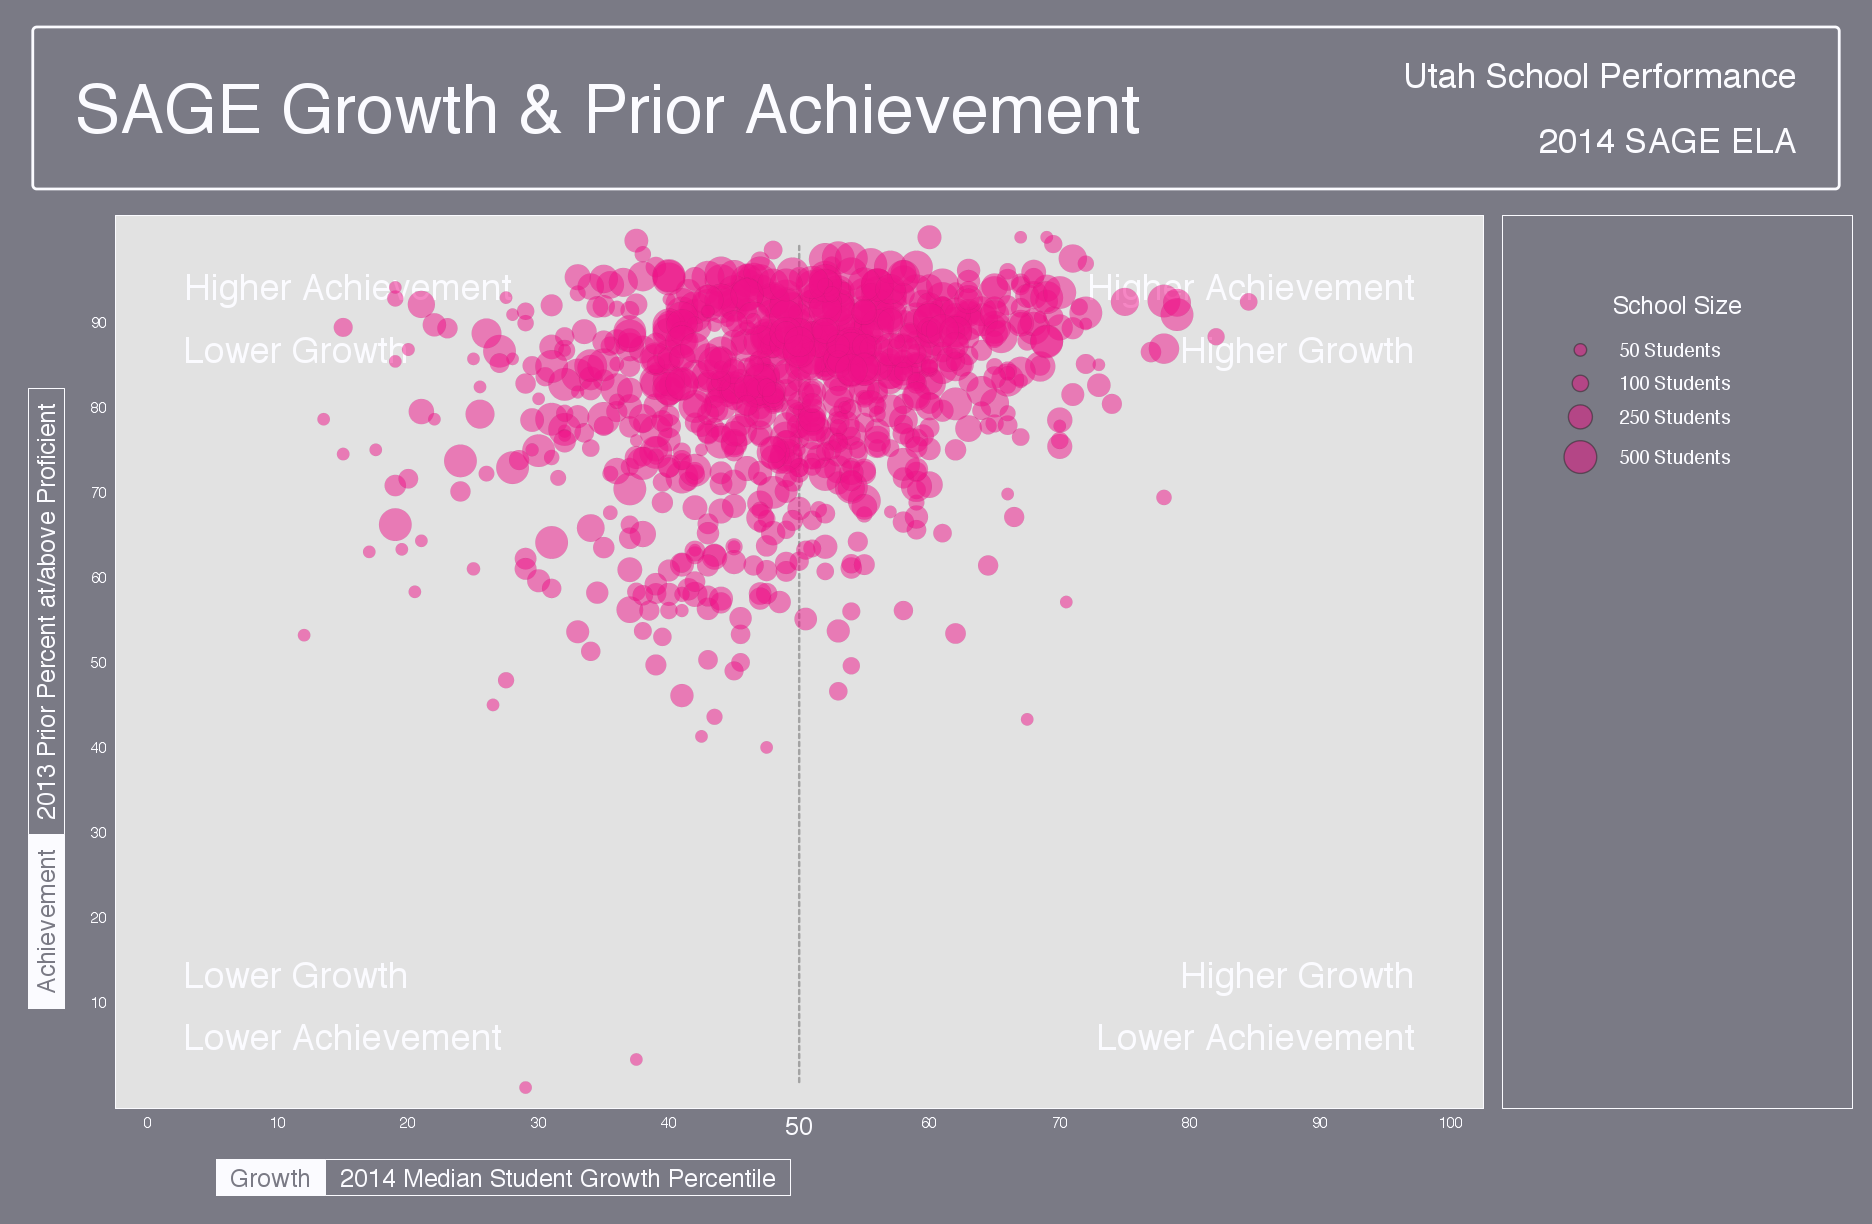 SAGE Growth & Prior Achievement
Utah School Performance
2014 SAGE ELA
Higher Achievement
Lower Growth
Higher Achievement
Higher Growth
Lower Growth
Lower Achievement
Higher Growth
Lower Achievement
Achievement 2013 Prior Percent at/above Proficient
90
80
70
60
50
40
30
20
10
0 10 20 30 40 50 60 70 80 90 100
Growth 2014 Median Student Growth Percentile
School Size
50 Students
100 Students
250 Students
500 Students